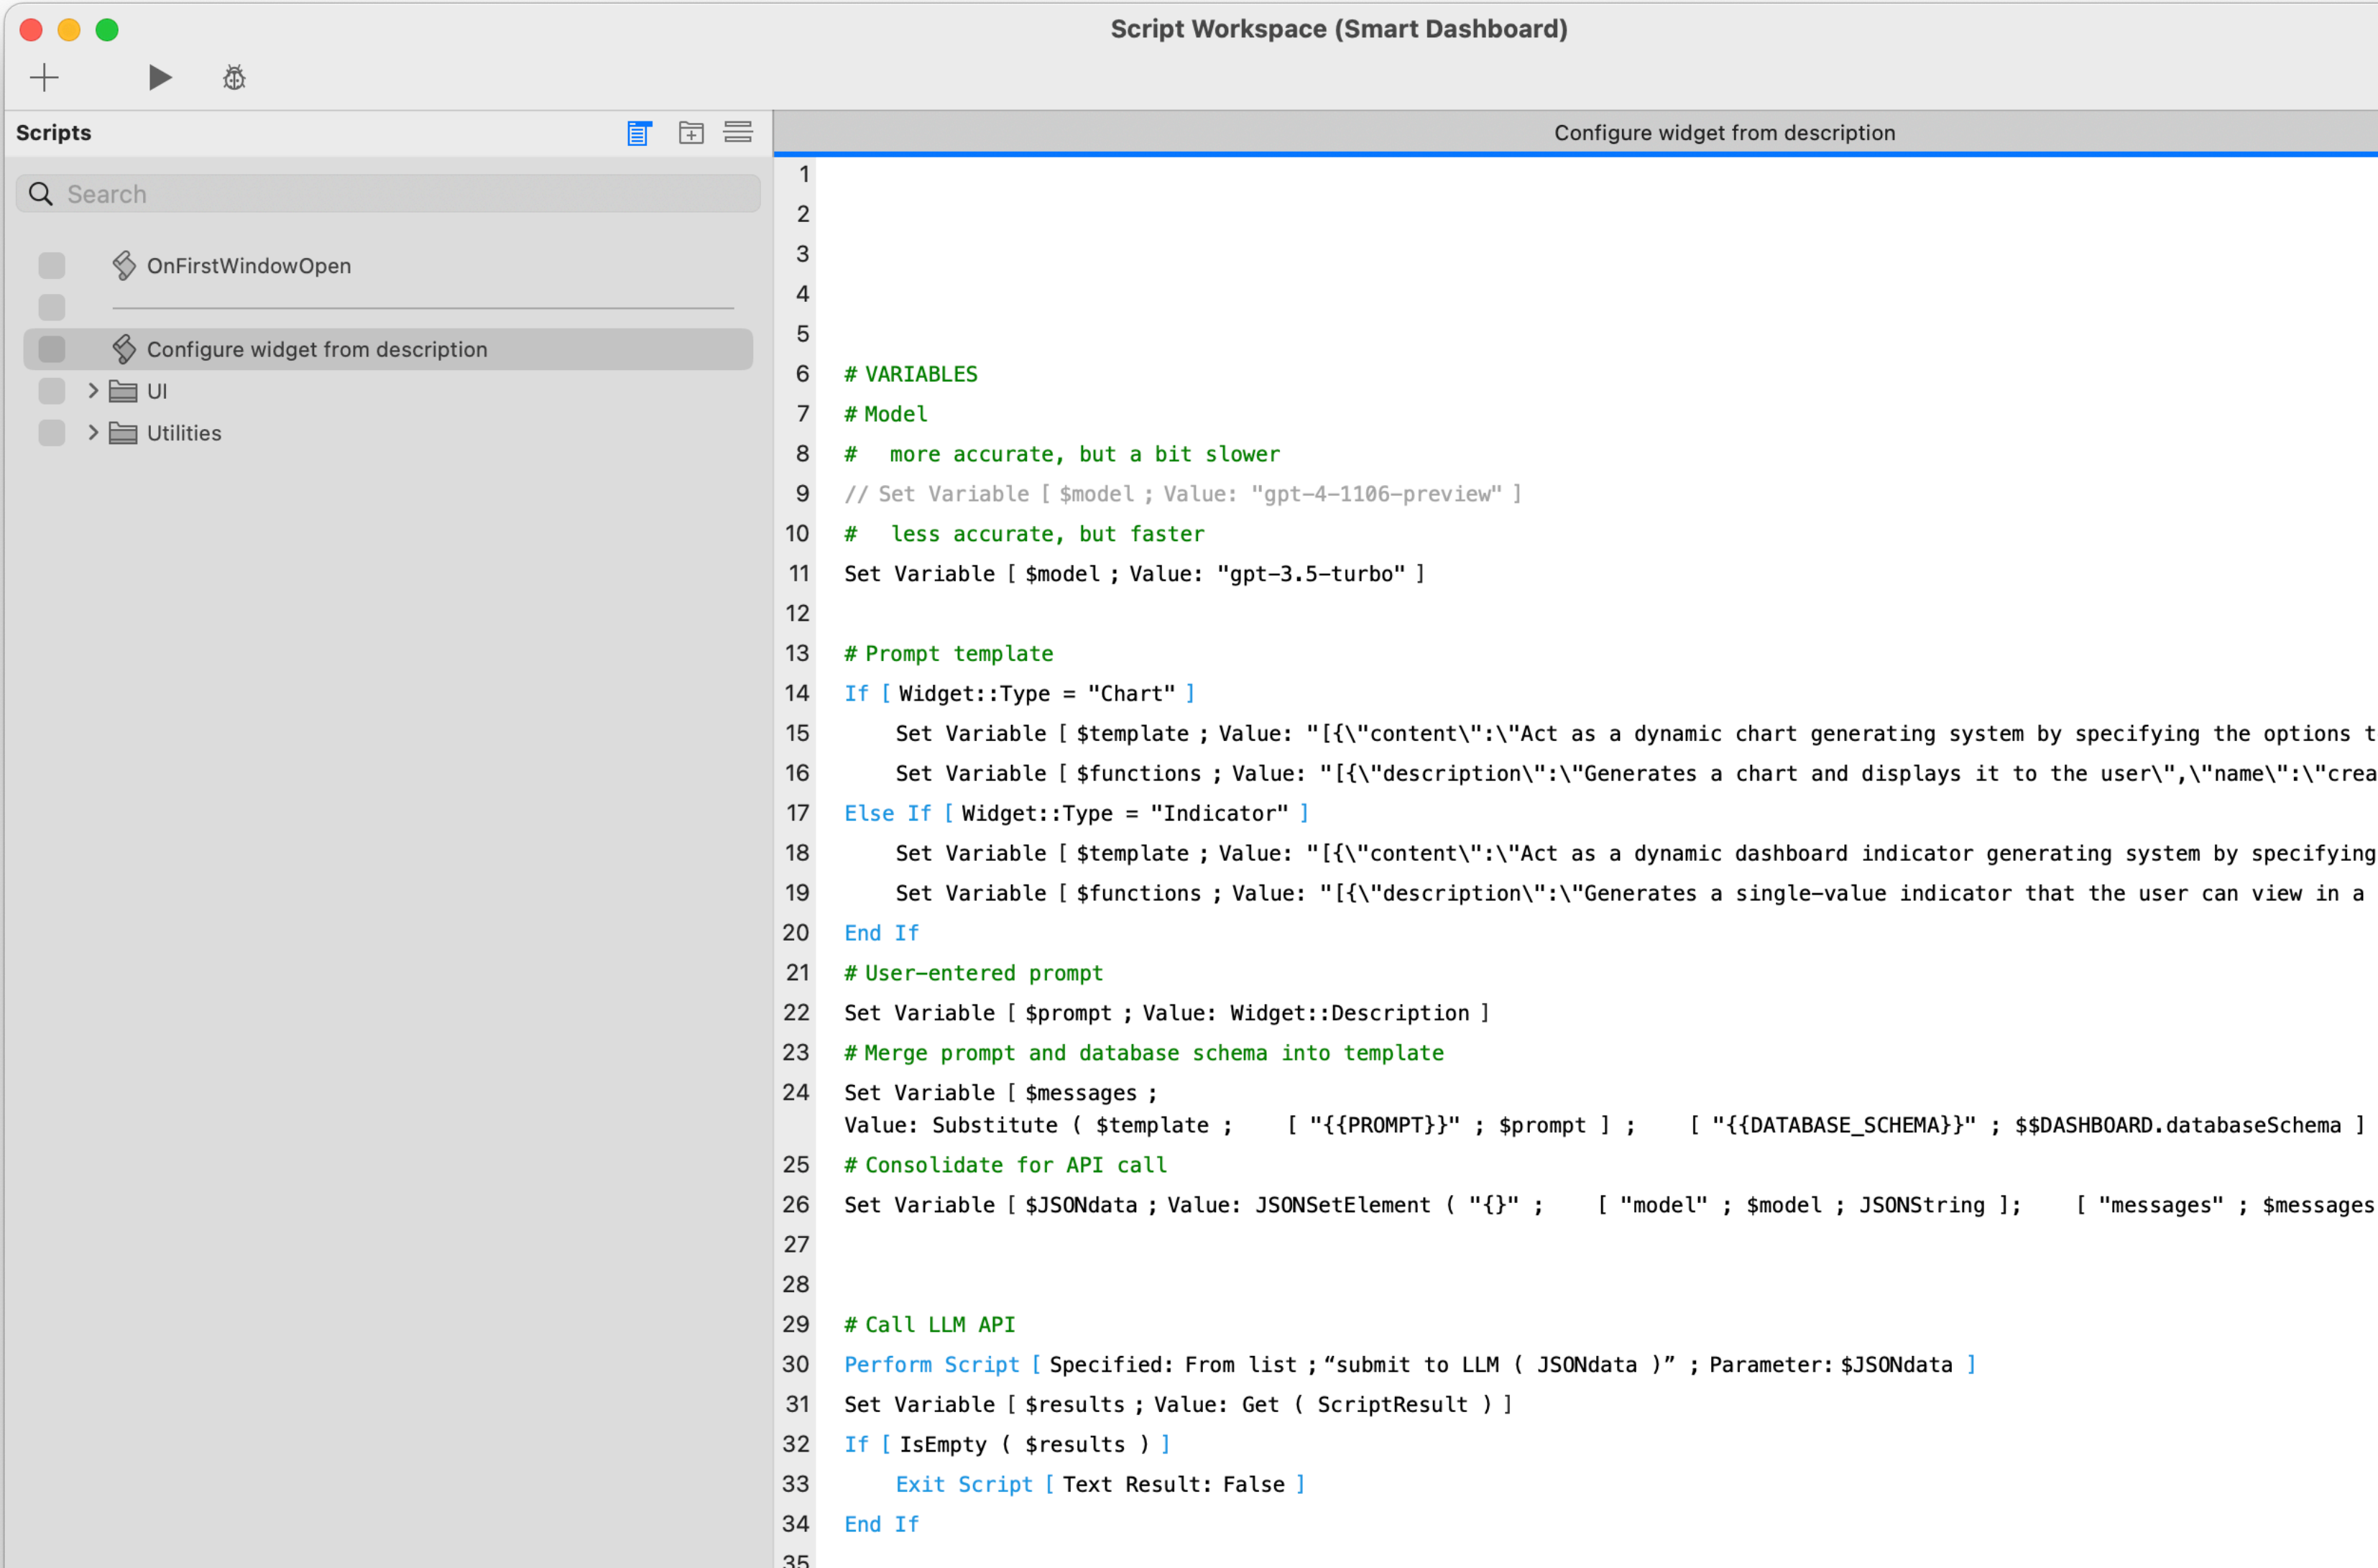 Script Workspace (Smart Dashboard)
Scripts
Configure widget from description
Search
OnFirstWindowOpen
Configure widget from description
UI
Utilities
1
2
3
4
5
6 # VARIABLES
7 # Model
8 #   more accurate, but a bit slower
9 // Set Variable [ $model ; Value: "gpt-4-1106-preview" ]
10 #   less accurate, but faster
11 Set Variable [ $model ; Value: "gpt-3.5-turbo" ]
12
13 # Prompt template
14 If [ Widget::Type = "Chart" ]
15 Set Variable [ $template ; Value: "[{\"content\":\"Act as a dynamic chart generating system by specifying the options t
16 Set Variable [ $functions ; Value: "[{\"description\":\"Generates a chart and displays it to the user\",\"name\":\"crea
17 Else If [ Widget::Type = "Indicator" ]
18 Set Variable [ $template ; Value: "[{\"content\":\"Act as a dynamic dashboard indicator generating system by specifying
19 Set Variable [ $functions ; Value: "[{\"description\":\"Generates a single-value indicator that the user can view in a
20 End If
21 # User-entered prompt
22 Set Variable [ $prompt ; Value: Widget::Description ]
23 # Merge prompt and database schema into template
24 Set Variable [ $messages ;
Value: Substitute ( $template ;    [ "{{PROMPT}}" ; $prompt ] ;    [ "{{DATABASE_SCHEMA}}" ; $$DASHBOARD.databaseSchema ]
25 # Consolidate for API call
26 Set Variable [ $JSONdata ; Value: JSONSetElement ( "{}" ;    [ "model" ; $model ; JSONString ];    [ "messages" ; $messages
27
28
29 # Call LLM API
30 Perform Script [ Specified: From list ; “submit to LLM ( JSONdata )” ; Parameter: $JSONdata ]
31 Set Variable [ $results ; Value: Get ( ScriptResult ) ]
32 If [ IsEmpty ( $results ) ]
33 Exit Script [ Text Result: False ]
34 End If
35